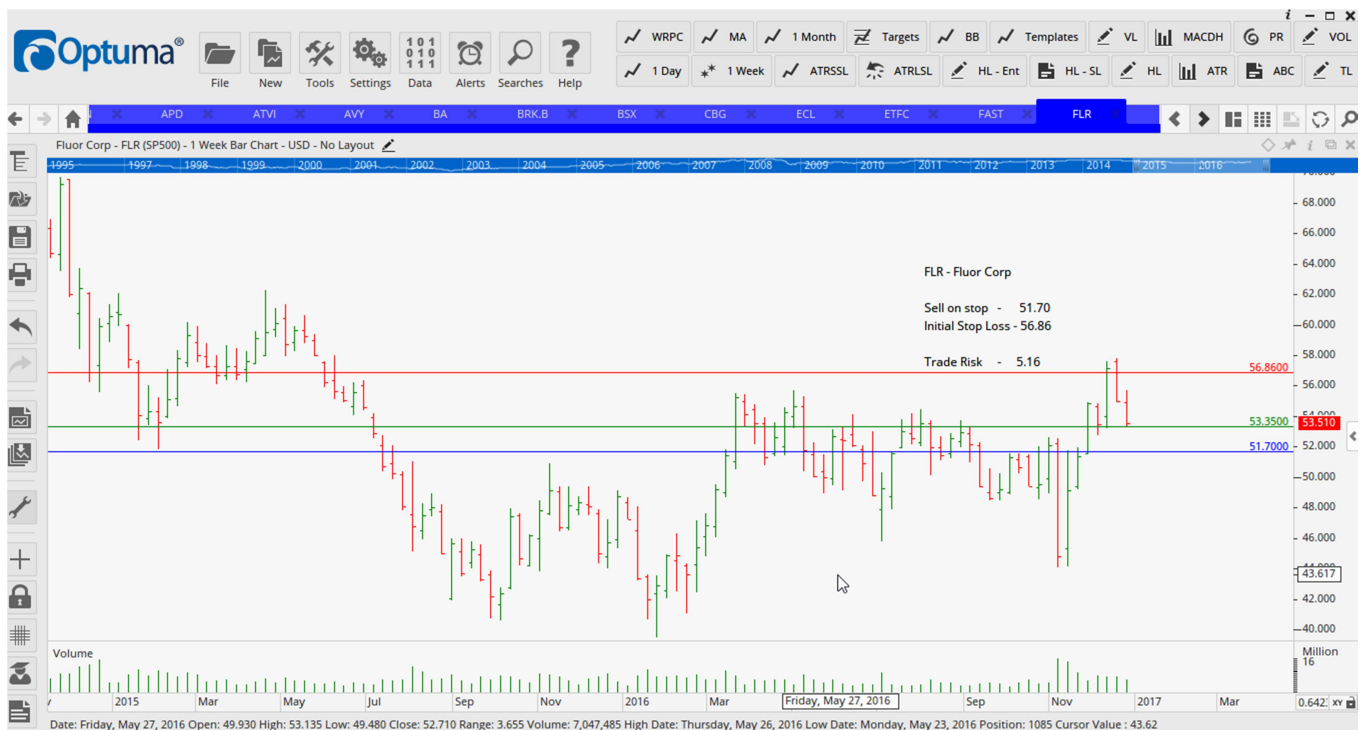 Optuma®
File
New
Tools
Settings
101
010
111
Data
Alerts
Searches
Help
WRPC
MA
1 Month
Targets
BB
Templates
VL
MACDH
PR
VOL
1 Day
1 Week
ATRSSL
ATRLSL
HL - Ent
HL - SL
HL
ATR
ABC
TL
APD
ATVI
AVY
BA
BRK.B
BSX
CBG
ECL
ETFC
FAST
FLR
Fluor Corp - FLR (SP500) - 1 Week Bar Chart - USD - No Layout
1995 1997 1998 1999 2000 2001 2002 2003 2004 2005 2006 2007 2008 2009 2010 2011 2012 2013 2014 2015 2016
68.000
66.000
64.000
FLR - Fluor Corp
62.000
Sell on stop - 51.70
Initial Stop Loss - 56.86
60.000
58.000
Trade Risk - 5.16
56.8600
56.000
54.000
53.3500
53.510
51.7000
52.000
50.000
48.000
46.000
43.617
42.000
40.000
Volume
Million
16
2015 Mar May Jul Sep Nov 2016 Mar Friday, May 27, 2016 Sep Nov 2017 Mar
XY
Date: Friday, May 27, 2016 Open: 49.930 High: 53.135 Low: 49.480 Close: 52.710 Range: 3.655 Volume: 7,047,485 High Date: Thursday, May 26, 2016 Low Date: Monday, May 23, 2016 Position: 1085 Cursor Value : 43.62